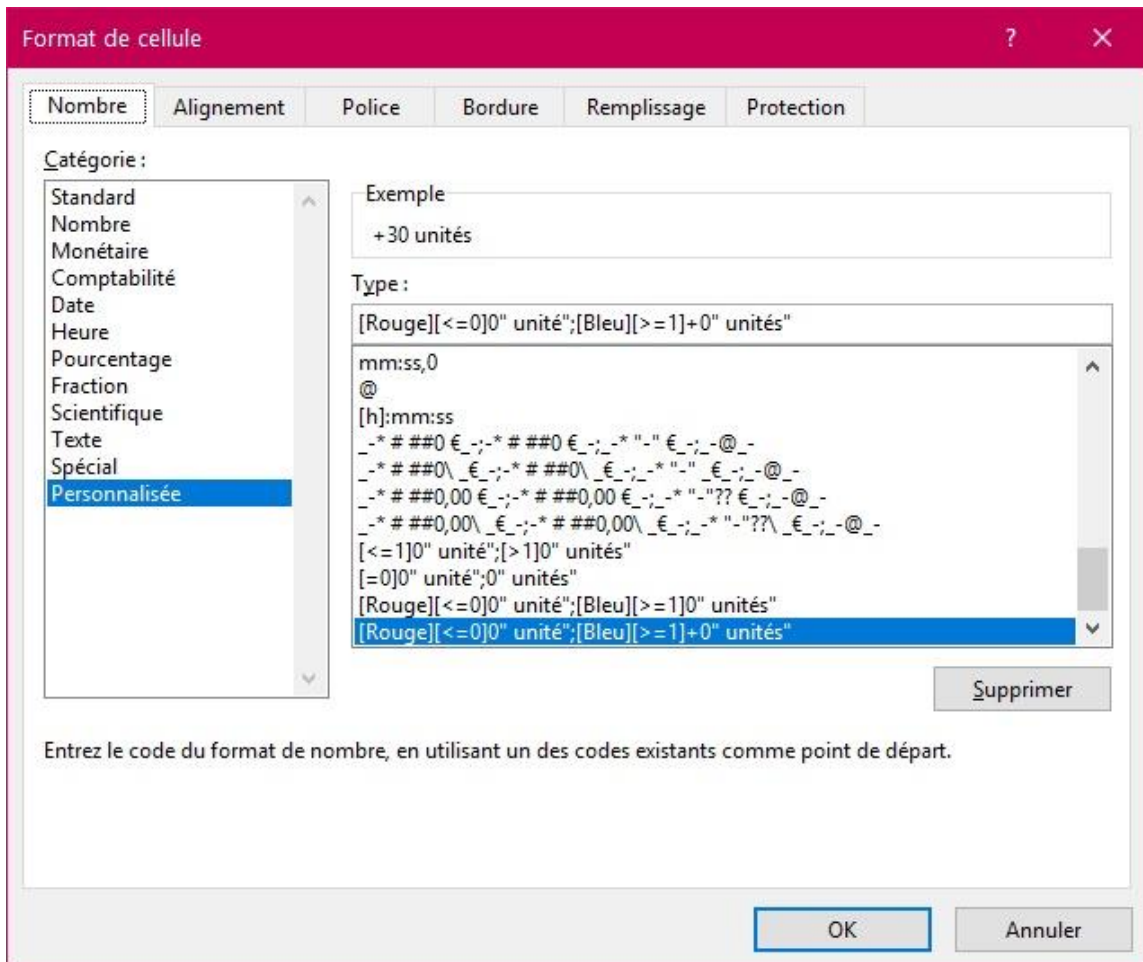 Format de cellule
?
Nombre Alignement Police Bordure Remplissage Protection
Catégorie :
Standard
Nombre
Monétaire
Comptabilité
Date
Heure
Pourcentage
Fraction
Scientifique
Texte
Spécial
Personnalisée
Exemple
+30 unités
Type :
[Rouge][<=0]0" unité";[Bleu][>=1]+0" unités"
mm:ss,0
@
[h]:mm:ss
_-* # ##0 €_-;-* # ##0 €_-;_-* "-" €_-;_-@_-
_-* # ##0\ _€_-;-* # ##0\ _€_-;_-* "-"\ _€_-;_-@_-
_-* # ##0,00 €_-;-* # ##0,00 €_-;_-* "-"?? €_-;_-@_-
_-* # ##0,00\ _€_-;-* # ##0,00\ _€_-;_-* "-"??\ _€_-;_-@_-
[<=1]0" unité";[>1]0" unités"
[=0]0" unité";0" unités"
[Rouge][<=0]0" unité";[Bleu][>=1]0" unités"
[Rouge][<=0]0" unité";[Bleu][>=1]+0" unités"
Supprimer
Entrez le code du format de nombre, en utilisant un des codes existants comme point de départ.
OK Annuler